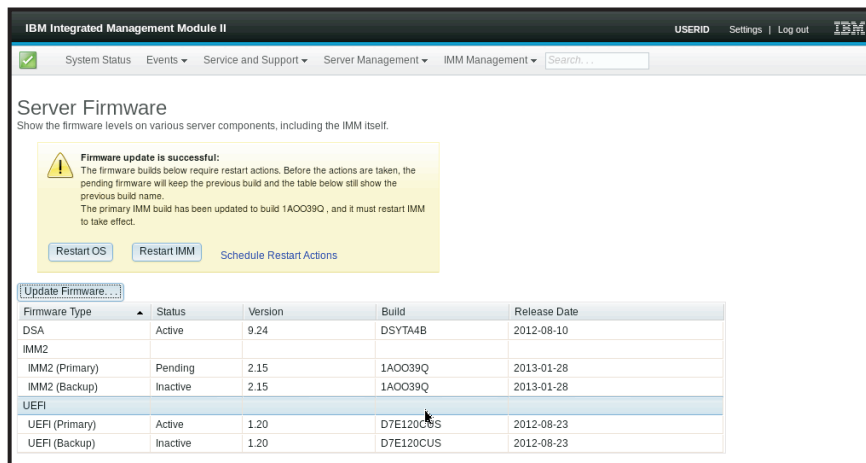 IBM Integrated Management Module II
USERID Settings | Log out IBM
System Status Events Service and Support Server Management IMM Management Search. . .
Server Firmware
Show the firmware levels on various server components, including the IMM itself.
Firmware update is successful:
The firmware builds below require restart actions. Before the actions are taken, the
pending firmware will keep the previous build and the table below still show the
previous build name.
The primary IMM build has been updated to build 1AOO39Q , and it must restart IMM
to take effect.
Restart OS Restart IMM Schedule Restart Actions
Update Firmware. . .
Firmware Type Status Version Build Release Date
DSA Active 9.24 DSYTA4B 2012-08-10
IMM2
IMM2 (Primary) Pending 2.15 1AOO39Q 2013-01-28
IMM2 (Backup) Inactive 2.15 1AOO39Q 2013-01-28
UEFI
UEFI (Primary) Active 1.20 D7E120CUS 2012-08-23
UEFI (Backup) Inactive 1.20 D7E120CUS 2012-08-23